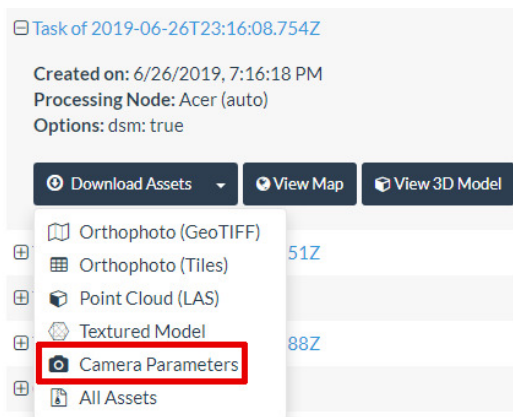 Task of 2019-06-26T23:16:08.754Z
Created on: 6/26/2019, 7:16:18 PM
Processing Node: Acer (auto)
Options: dsm: true
Download Assets View Map View 3D Model
Orthophoto (GeoTIFF)
51Z
Orthophoto (Tiles)
Point Cloud (LAS)
Textured Model
88Z
Camera Parameters
All Assets